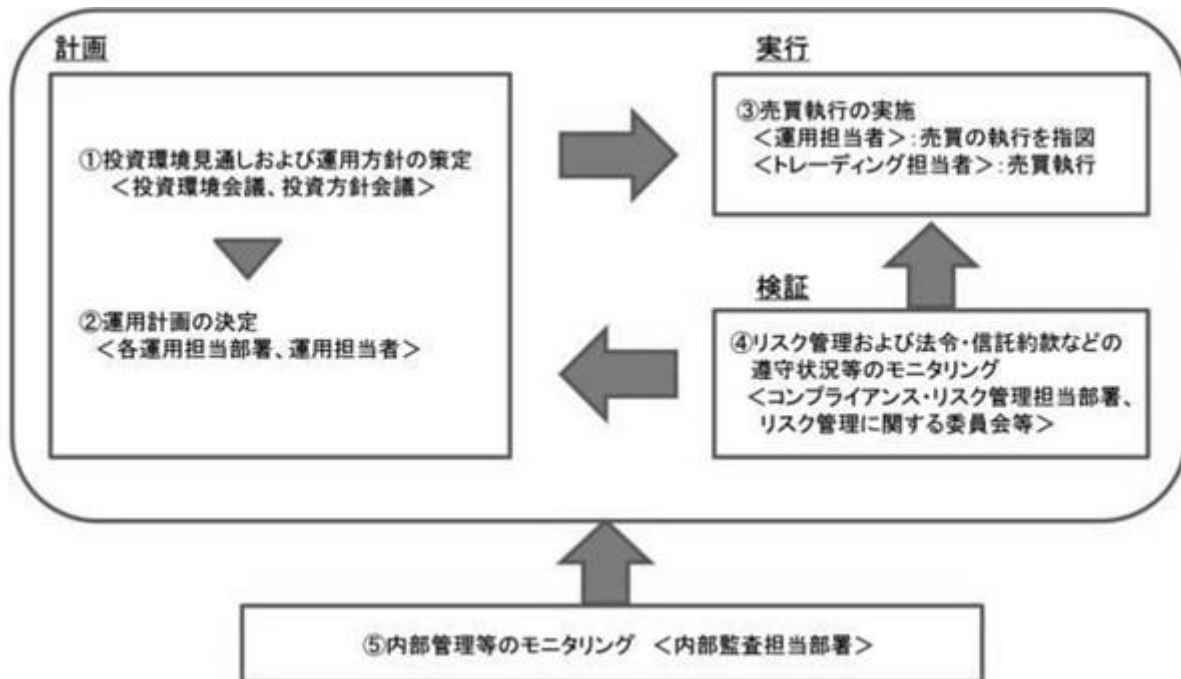 計画
①投資環境見通しおよび運用方針の策定
＜投資環境会議、投資方針会議＞
②運用計画の決定
＜各運用担当部署、運用担当者＞
実行
③売買執行の実施
＜運用担当者＞：売買の執行を指図
＜トレーディング担当者＞：売買執行
検証
④リスク管理および法令・信託約款などの
遵守状況等のモニタリング
＜コンプライアンス・リスク管理担当部署、
リスク管理に関する委員会等＞
⑤内部管理等のモニタリング ＜内部監査担当部署＞